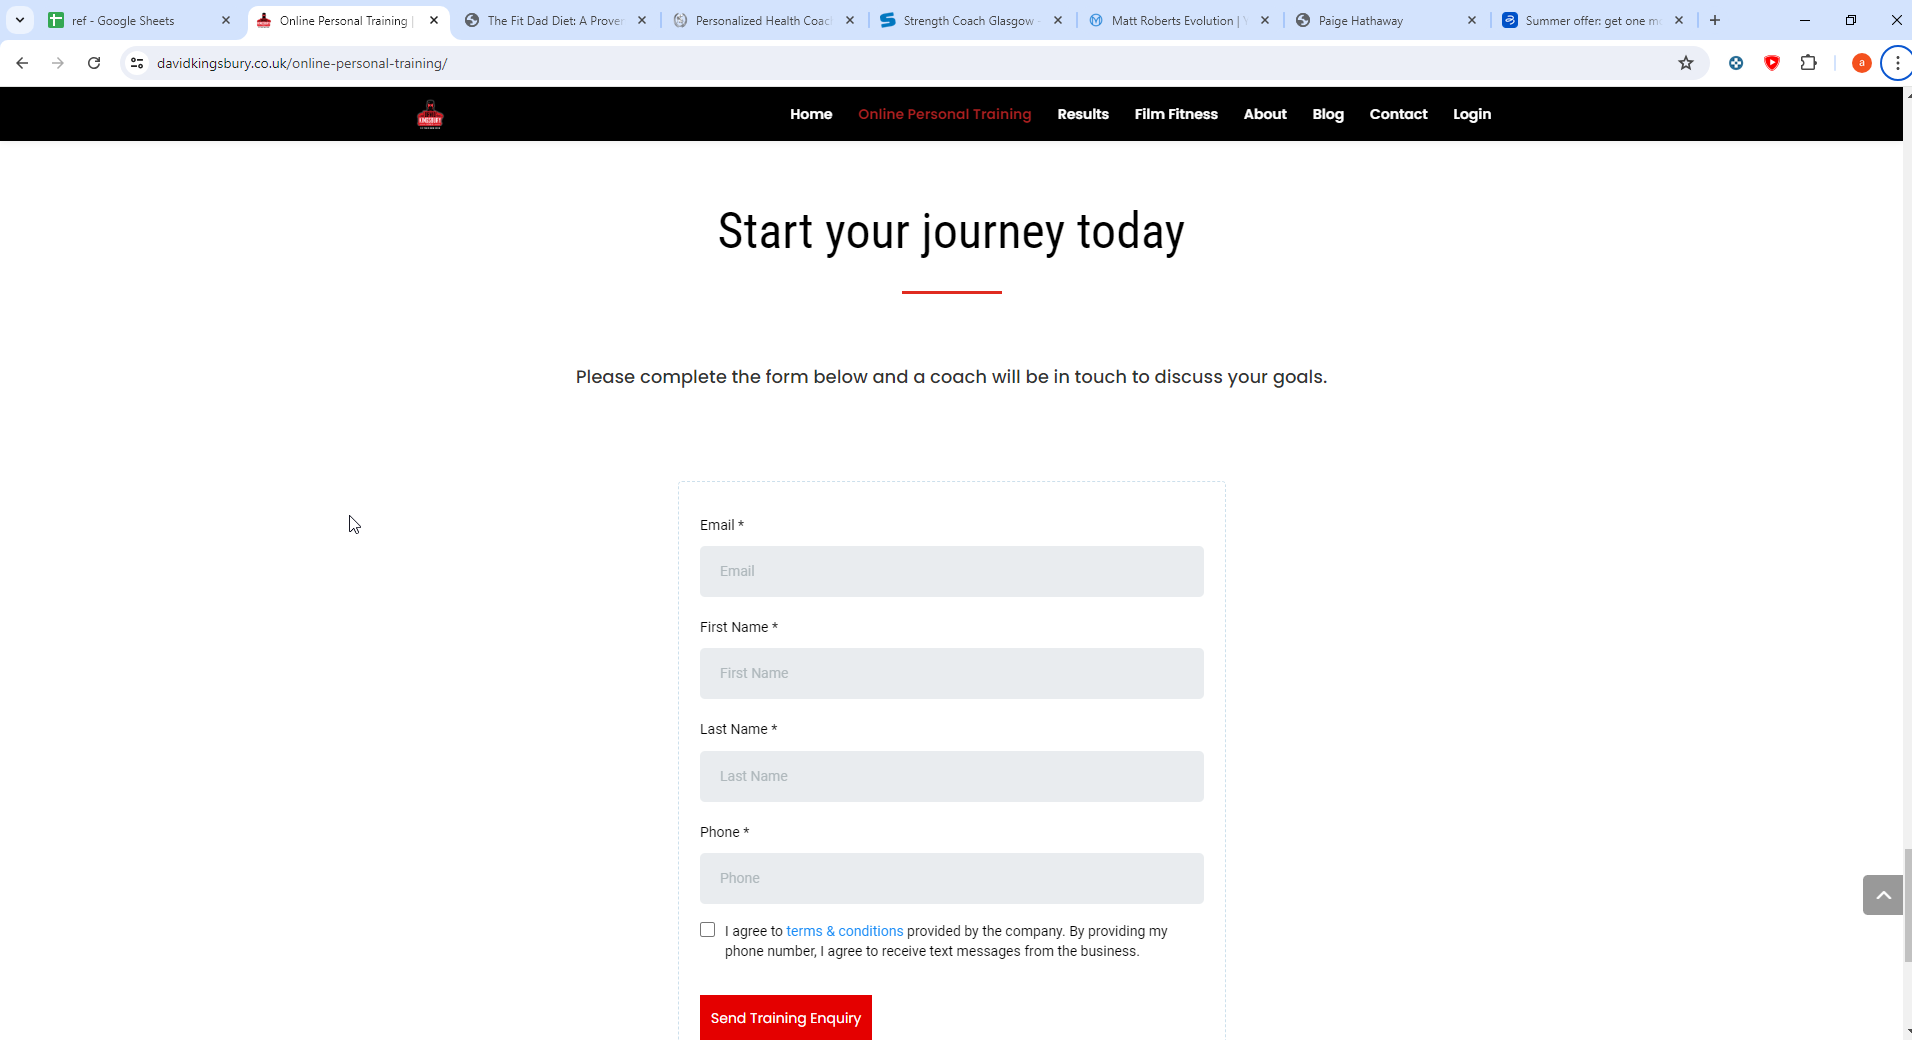 ref - Google Sheets
Online Personal Training |
The Fit Dad Diet: A Prover
Personalized Health Coac
Strength Coach Glasgow -
Matt Roberts Evolution |
Paige Hathaway
Summer offer: get one mo
davidkingsbury.co.uk/online-personal-training/
a
KINGSBURY
Home
Online Personal Training
Results
Film Fitness
About
Blog
Contact
Login
Start your journey today
Please complete the form below and a coach will be in touch to discuss your goals.
Email *
Email
First Name *
First Name
Last Name *
Last Name
Phone *
Phone
I agree to terms & conditions provided by the company. By providing my
phone number, I agree to receive text messages from the business.
Send Training Enquiry